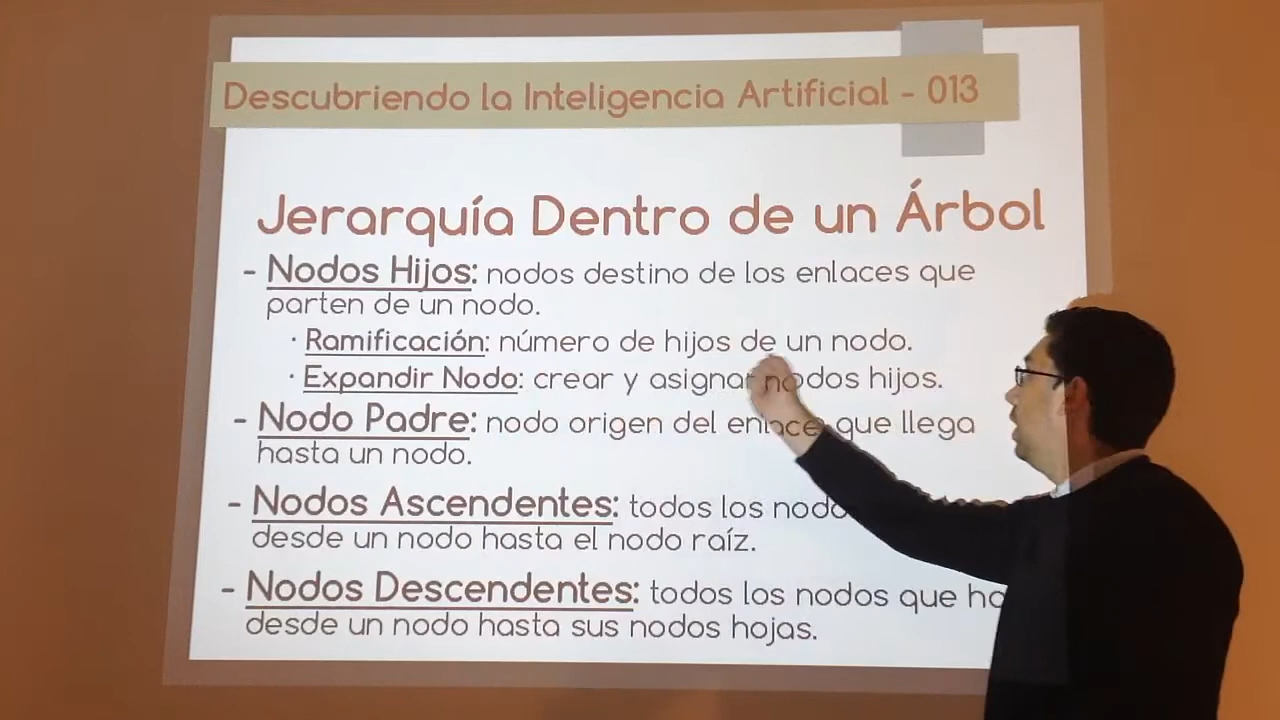 Descubriendo la Inteligencia Artificial - 013
Jerarquía Dentro de un Árbol
- Nodos Hijos: nodos destino de los enlaces que
parten de un nodo.
· Ramificación: número de hijos de un nodo.
· Expandir Nodo: crear y asignar nodos hijos.
- Nodo Padre: nodo origen del enlace que llega
hasta un nodo.
- Nodos Ascendentes: todos los
desde un nodo hasta el nodo raíz.
- Nodos Descendentes: todos los nodos que
desde un nodo hasta sus nodos hojas.